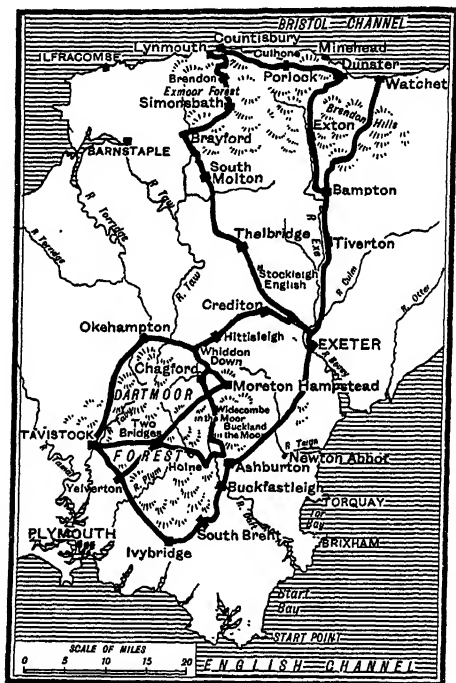 BRISTOL CHANNEL
Countisbury
Lynmouth
Culbone
Minehead
Dunster
ILFRACOMBE
Porlock
Watchet
Brendon
Exmoor Forest
Simonsbath
Exton
Brendon Hills
Brayford
BARNSTAPLE
South
Molton
Bampton
R. Torridge
R. Taw
R. Torridge
R. Exe
Tiverton
Thelbridge
Stockleigh
English
R. Culm
R. Otter
R. Taw
Crediton
Okehampton
Hittisleigh
EXETER
Whiddon
Down
Chagford
Moreton Hampstead
DARTMOOR
Widecombe
in the Moor
Two
Bridges
Buckland
in the Moor
R. Teign
TAVISTOCK
FOREST
Holne
Newton Abbot
Ashburton
Yelverton
R. Plym
Buckfastleigh
TORQUAY
Tor
Bay
PLYMOUTH
South Brent
R. Dart
BRIXHAM
Ivybridge
Start
Bay
START POINT
SCALE OF MILES
0 10 15 20
ENGLISH CHANNEL